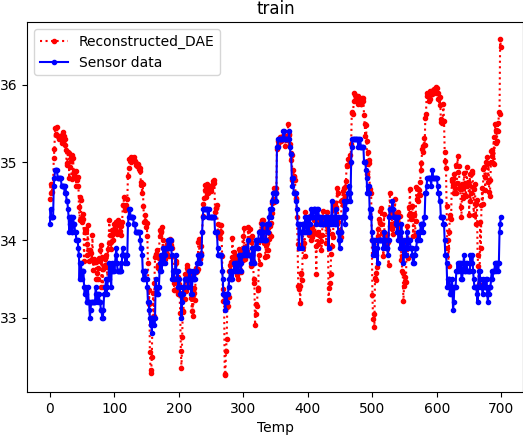 train
Reconstructed_DAE
Sensor data
36
35
34
33
0 100 200 300 400 500 600 700
Temp